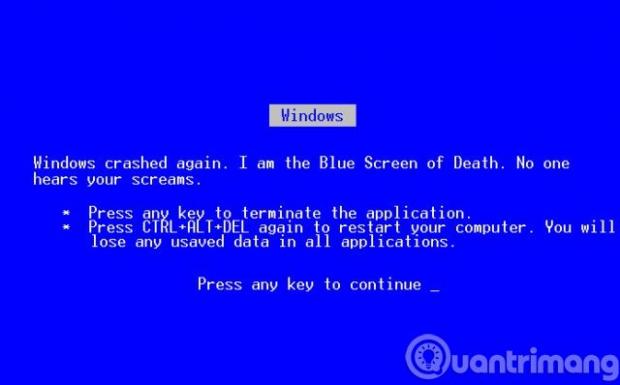 Windows
Windows crashed again. I am the Blue Screen of Death. No one
hears your screams.
* Press any key to terminate the application.
* Press CTRL+ALT+DEL again to restart your computer. You will
lose any usaved data in all applications.
Press any key to continue _
Quantrimang